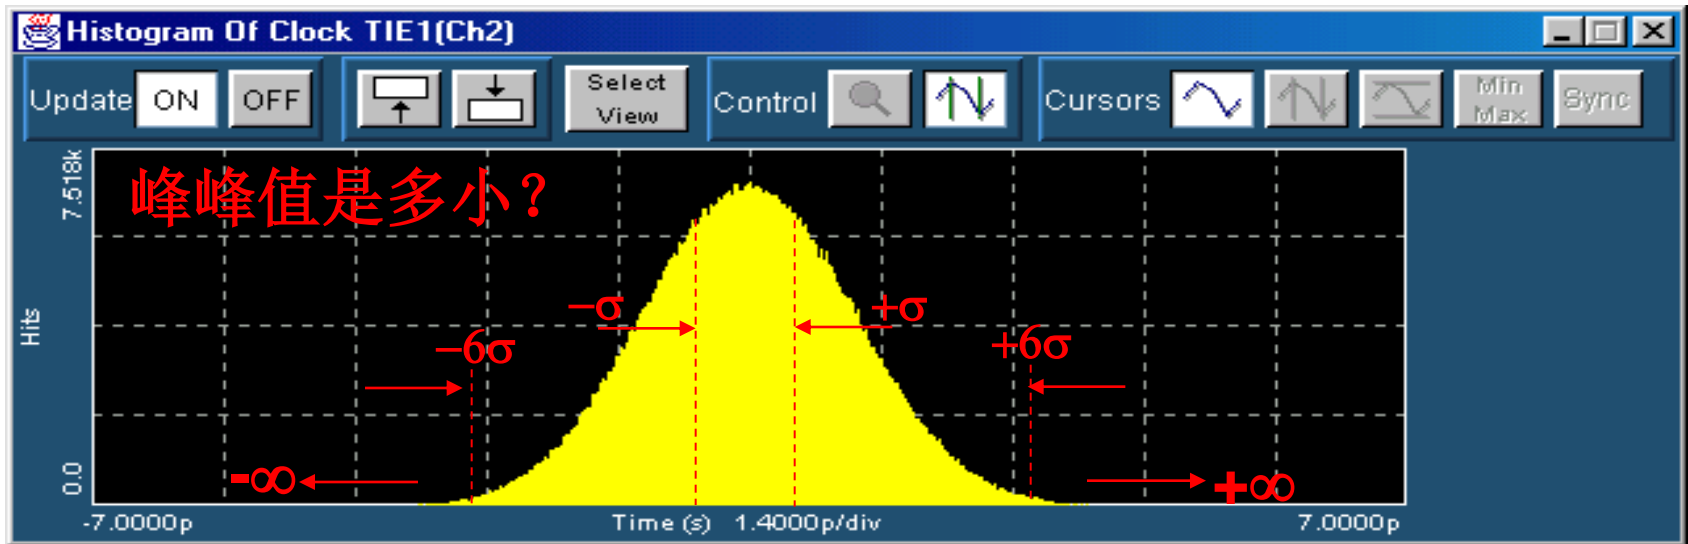 Histogram Of Clock TIE1(Ch2)
Update ON OFF Select View Control Cursors Min Max Sync
7.518k
峰峰值是多小?
−σ
+σ
Hits
−6σ
+6σ
0.0
-∞
+∞
-7.0000p
Time (s) 1.4000p/div
7.0000p